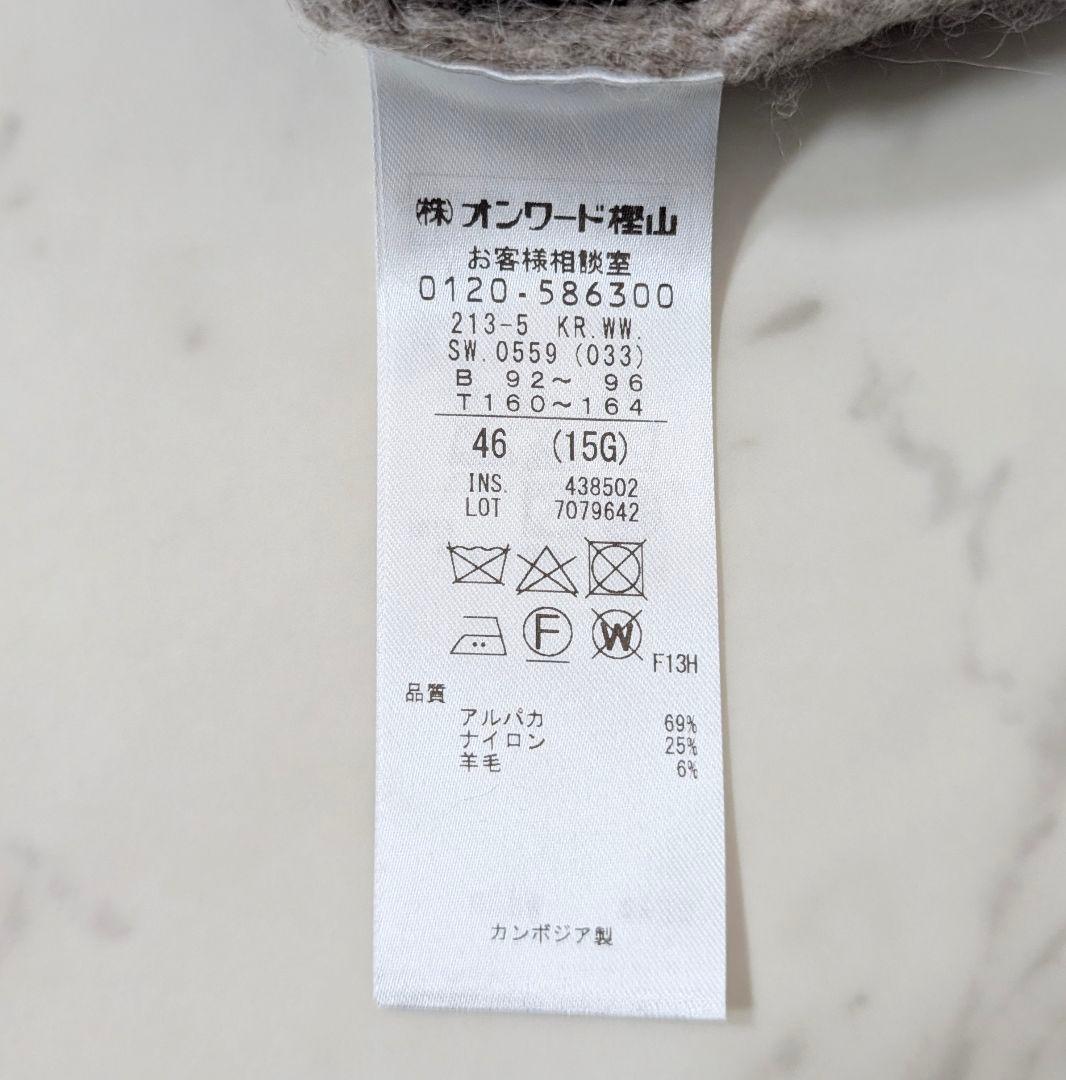 ㈱オンワード樫山
お客様相談室
0120-586300
213-5 KR.WW.
SW.0559 (033)
B 92～ 96
T160～164
46 (15G)
INS. 438502
LOT 7079642
F
W
F13H
品質
アルパカ 69%
ナイロン 25%
羊毛 6%
カンボジア製